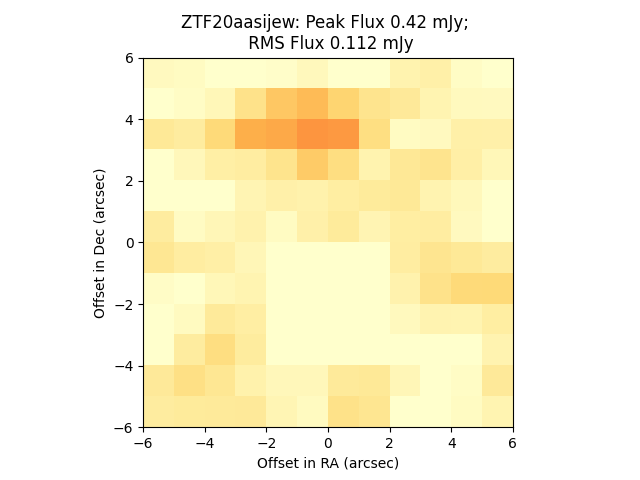 ZTF20aasijew: Peak Flux 0.42 mJy;
RMS Flux 0.112 mJy
6
4
2
0
−2
−4
−6
Offset in Dec (arcsec)
−6 −4 −2 0 2 4 6
Offset in RA (arcsec)